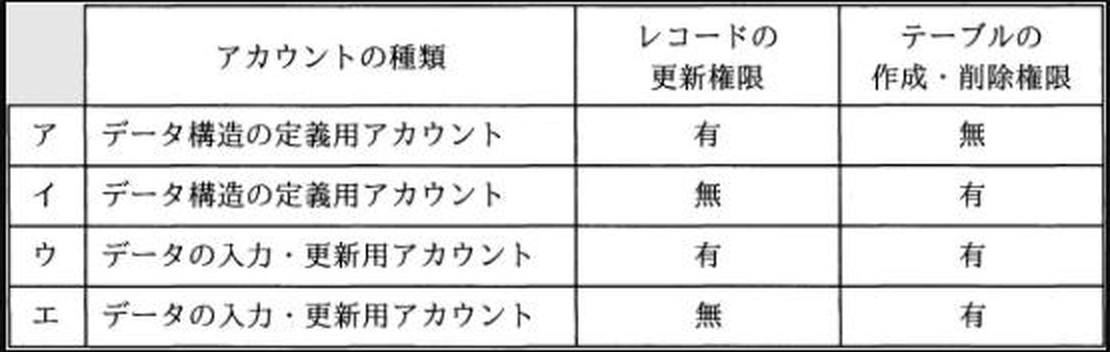 アカウントの種類
レコードの
更新権限
テーブルの
作成・削除権限
ア データ構造の定義用アカウント 有 無
イ データ構造の定義用アカウント 無 有
ウ データの入力・更新用アカウント 有 有
エ データの入力・更新用アカウント 無 有